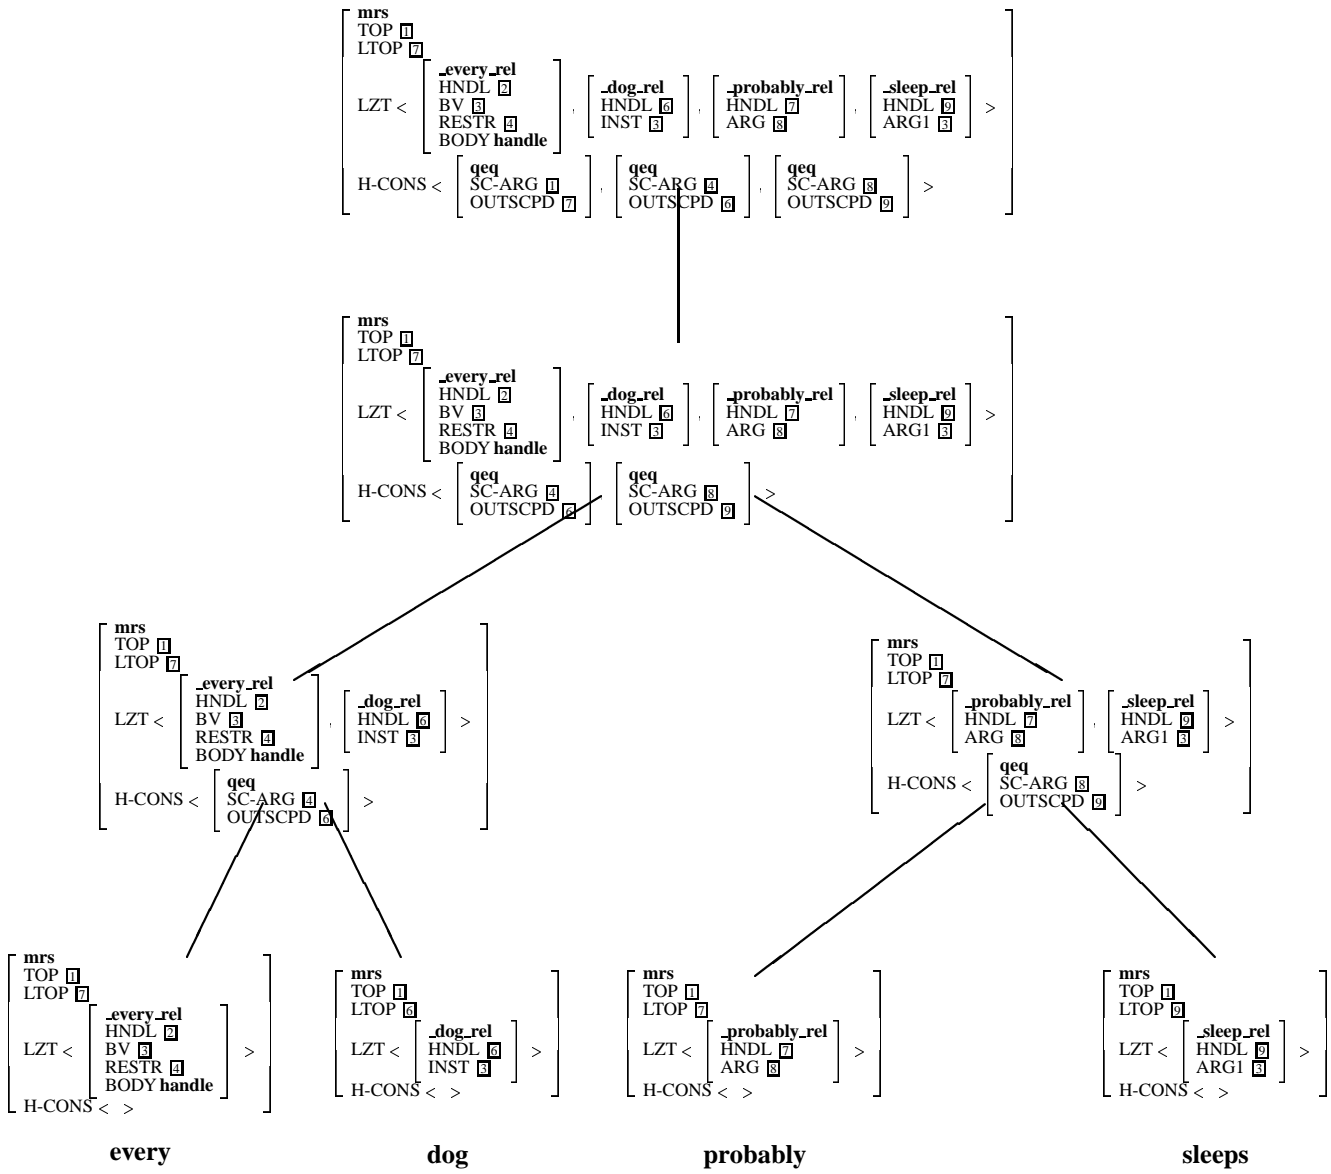 mrs
TOP 1
LTOP 7
_every_rel
HNDL 2 , _dog_rel , _probably_rel , _sleep_rel
LZT < BV 3 HNDL 6 HNDL 7 HNDL 9 >
RESTR 4 INST 3 ARG 8 ARG1 3
BODY handle
qeq , qeq , qeq
H-CONS < SC-ARG 1 SC-ARG 4 SC-ARG 8 >
OUTSCPD 7 OUTSCPD 6 OUTSCPD 9
mrs
TOP 1
LTOP 7
_every_rel
HNDL 2 , _dog_rel , _probably_rel , _sleep_rel
LZT < BV 3 HNDL 6 HNDL 7 HNDL 9 >
RESTR 4 INST 3 ARG 8 ARG1 3
BODY handle
qeq qeq
H-CONS < SC-ARG 4 SC-ARG 8 >
OUTSCPD 6 OUTSCPD 9
mrs
TOP 1
LTOP 7
_every_rel
HNDL 2 , _dog_rel
LZT < BV 3 HNDL 6 >
RESTR 4 INST 3
BODY handle
qeq
H-CONS < SC-ARG 4 >
OUTSCPD 6
mrs
TOP 1
LTOP 7
_probably_rel , _sleep_rel
LZT < HNDL 7 HNDL 9 >
ARG 8 ARG1 3
qeq
H-CONS < SC-ARG 8 >
OUTSCPD 9
mrs
TOP 1
LTOP 7
_every_rel
HNDL 2
LZT < BV 3 >
RESTR 4
BODY handle
H-CONS < >
every
mrs
TOP 1
LTOP 6
_dog_rel
LZT < HNDL 6 >
INST 3
H-CONS < >
dog
mrs
TOP 1
LTOP 7
_probably_rel
LZT < HNDL 7 >
ARG 8
H-CONS < >
probably
mrs
TOP 1
LTOP 9
_sleep_rel
LZT < HNDL 9 >
ARG1 3
H-CONS < >
sleeps